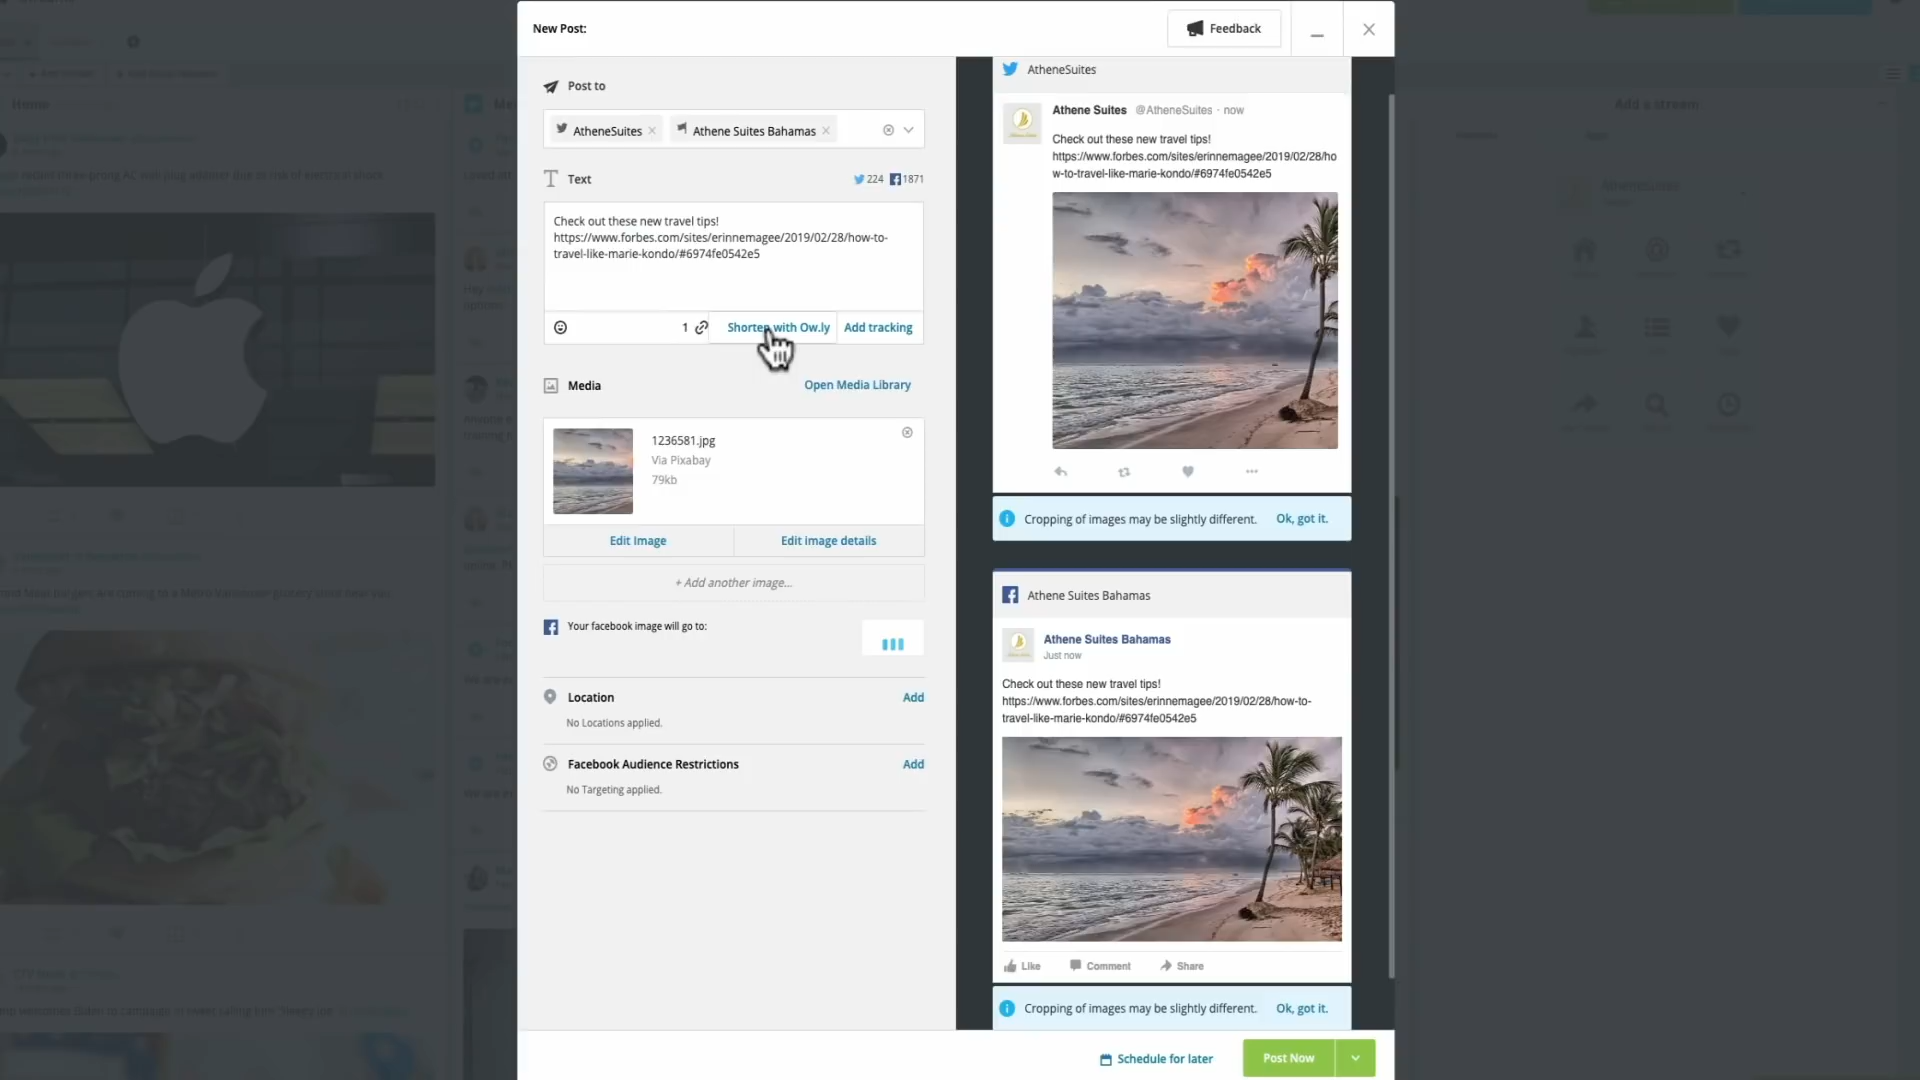 New Post:
Feedback
Post to
AtheneSuites
Athene Suites Bahamas
Text
224
1871
Check out these new travel tips!
https://www.forbes.com/sites/erinnemagee/2019/02/28/how-to-
travel-like-marie-kondo/#6974fe0542e5
1
Shorten with Ow.ly
Add tracking
Media
Open Media Library
1236581.jpg
Via Pixabay
79kb
Edit Image
Edit image details
+ Add another image...
Your facebook image will go to:
Location
Add
No Locations applied.
Facebook Audience Restrictions
Add
No Targeting applied.
AtheneSuites
Athene Suites @AtheneSuites · now
Check out these new travel tips!
https://www.forbes.com/sites/erinnemagee/2019/02/28/ho
w-to-travel-like-marie-kondo/#6974fe0542e5
Cropping of images may be slightly different. Ok, got it.
Athene Suites Bahamas
Athene Suites Bahamas
Just now
Check out these new travel tips!
https://www.forbes.com/sites/erinnemagee/2019/02/28/how-to-
travel-like-marie-kondo/#6974fe0542e5
Like
Comment
Share
Cropping of images may be slightly different. Ok, got it.
Schedule for later
Post Now
Home
Add a stream
AtheneSuites